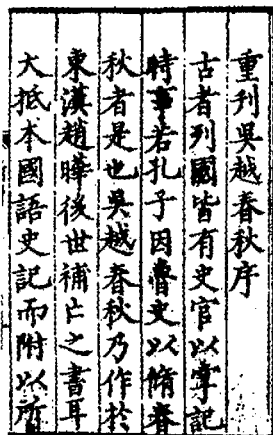 重刊吳越春秋序
古者列國皆有史官以掌記
時事若孔子因魯史以脩春
秋者是也吳越春秋乃作於
東漢趙曄後世補亡之書耳
大抵本國語史記而附以所